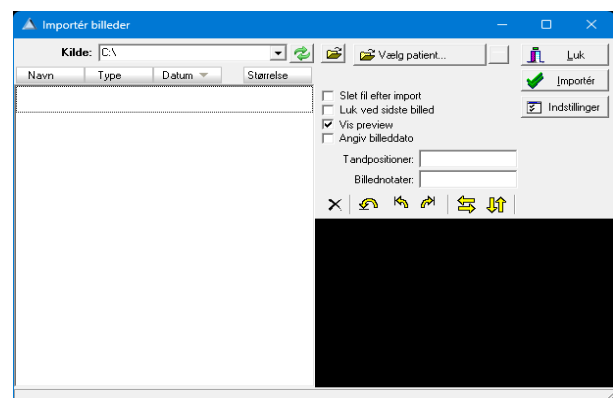 Importér billeder
Kilde: C:\
Vælg patient...
Luk
Navn Type Datum Størrelse
Importér
Slet fil efter import
Indstillinger
Luk ved sidste billed
Vis preview
Angiv billeddato
Tandpositioner:
Billednotater: